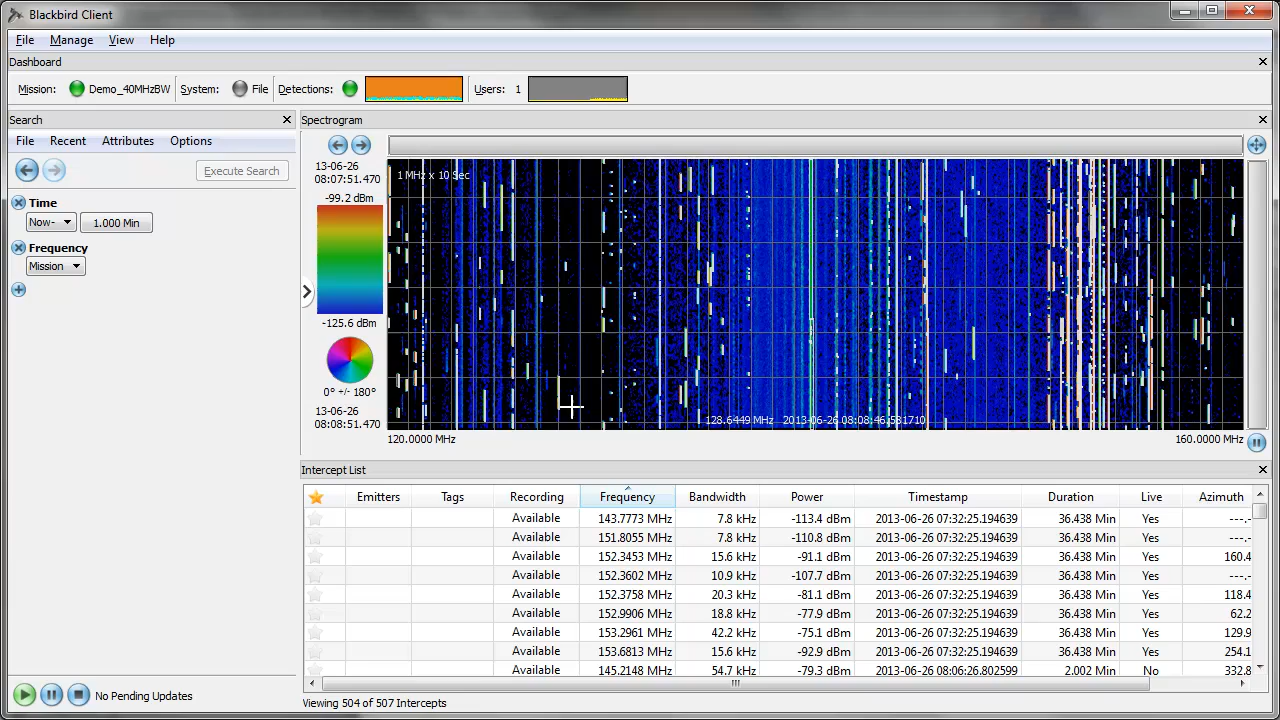 Blackbird Client
File Manage View Help
Dashboard
Mission: Demo_40MHzBW System: File Detections: Users: 1
Search
File Recent Attributes Options
Execute Search
Time
Now- 1.000 Min
Frequency
Mission
No Pending Updates
Spectrogram
13-06-26
08:07:51.470
-99.2 dBm
-125.6 dBm
0° +/- 180°
13-06-26
08:08:51.470
1 MHz x 10 Sec
128.6449 MHz 2013-06-26 08:08:46.581710
120.0000 MHz 160.0000 MHz
Intercept List
Emitters Tags Recording Frequency Bandwidth Power Timestamp Duration Live Azimuth
Available 143.7773 MHz 7.8 kHz -113.4 dBm 2013-06-26 07:32:25.194639 36.438 Min Yes ---.-
Available 151.8055 MHz 7.8 kHz -110.8 dBm 2013-06-26 07:32:25.194639 36.438 Min Yes ---.-
Available 152.3453 MHz 15.6 kHz -91.1 dBm 2013-06-26 07:32:25.194639 36.438 Min Yes 160.4
Available 152.3602 MHz 10.9 kHz -107.7 dBm 2013-06-26 07:32:25.194639 36.438 Min Yes ---.-
Available 152.3758 MHz 20.3 kHz -81.1 dBm 2013-06-26 07:32:25.194639 36.438 Min Yes 118.4
Available 152.9906 MHz 18.8 kHz -77.9 dBm 2013-06-26 07:32:25.194639 36.438 Min Yes 62.2
Available 153.2961 MHz 42.2 kHz -75.1 dBm 2013-06-26 07:32:25.194639 36.438 Min Yes 129.9
Available 153.6813 MHz 15.6 kHz -92.9 dBm 2013-06-26 07:32:25.194639 36.438 Min Yes 254.1
Available 145.2148 MHz 54.7 kHz -79.3 dBm 2013-06-26 08:06:26.802599 2.002 Min No 332.8
Viewing 504 of 507 Intercepts